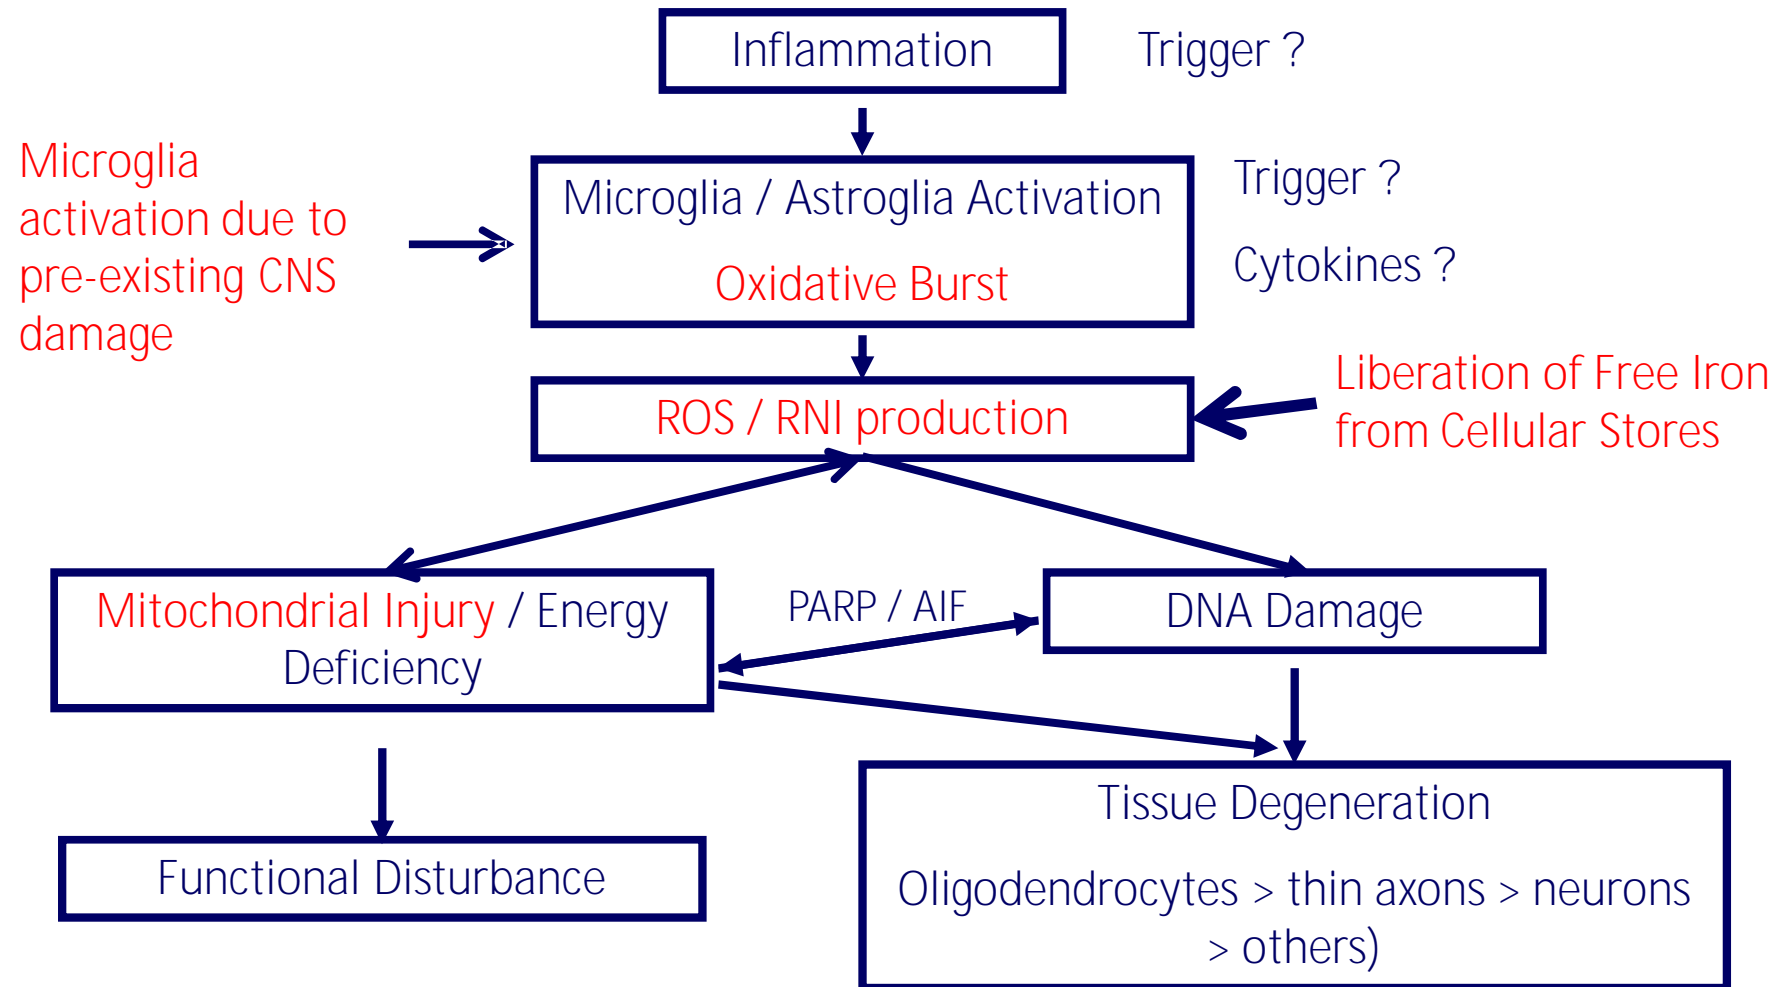 Inflammation
Trigger ?
Microglia
activation due to
pre-existing CNS
damage
Microglia / Astroglia Activation
Oxidative Burst
Trigger ?
Cytokines ?
ROS / RNI production
Liberation of Free Iron
from Cellular Stores
Mitochondrial Injury / Energy
Deficiency
PARP / AIF
DNA Damage
Functional Disturbance
Tissue Degeneration
Oligodendrocytes > thin axons > neurons
> others)